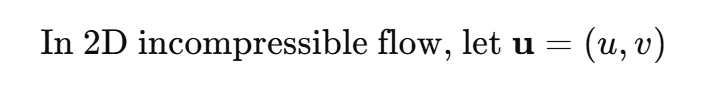 In 2D incompressible flow, let u = (u, v)